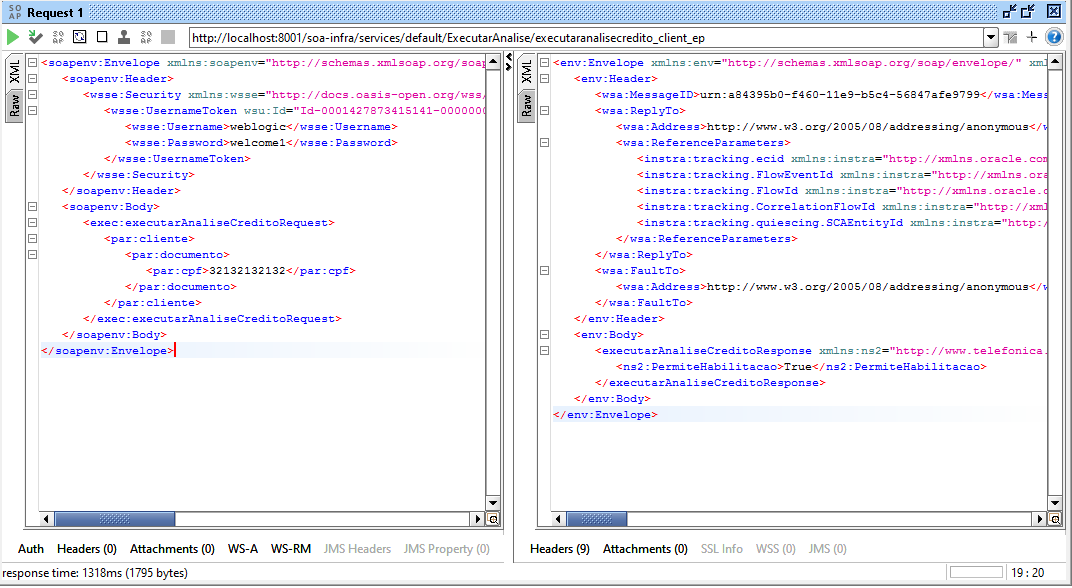 SO AP Request 1
SO AP
SO AP
http://localhost:8001/soa-infra/services/default/ExecutarAnalise/executaranalisecredito_client_ep
XML
Raw
<soapenv:Envelope xmlns:soapenv="http://schemas.xmlsoap.org/soap
<soapenv:Header>
<wsse:Security xmlns:wsse="http://docs.oasis-open.org/wss/
<wsse:UsernameToken wsu:Id="Id-0001427873415141-0000000
<wsse:Username>weblogic</wsse:Username>
<wsse:Password>welcome1</wsse:Password>
</wsse:UsernameToken>
</wsse:Security>
</soapenv:Header>
<soapenv:Body>
<exec:executarAnaliseCreditoRequest>
<par:cliente>
<par:documento>
<par:cpf>32132132132</par:cpf>
</par:documento>
</par:cliente>
</exec:executarAnaliseCreditoRequest>
</soapenv:Body>
</soapenv:Envelope>
XML
Raw
<env:Envelope xmlns:env="http://schemas.xmlsoap.org/soap/envelope/" xml
<env:Header>
<wsa:MessageID>urn:a84395b0-f460-11e9-b5c4-56847afe9799</wsa:Mess
<wsa:ReplyTo>
<wsa:Address>http://www.w3.org/2005/08/addressing/anonymous</w
<wsa:ReferenceParameters>
<instra:tracking.ecid xmlns:instra="http://xmlns.oracle.com
<instra:tracking.FlowEventId xmlns:instra="http://xmlns.ora
<instra:tracking.FlowId xmlns:instra="http://xmlns.oracle.c
<instra:tracking.CorrelationFlowId xmlns:instra="http://xml
<instra:tracking.quiescing.SCAEntityId xmlns:instra="http:/
</wsa:ReferenceParameters>
</wsa:ReplyTo>
<wsa:FaultTo>
<wsa:Address>http://www.w3.org/2005/08/addressing/anonymous</w
</wsa:FaultTo>
</env:Header>
<env:Body>
<executarAnaliseCreditoResponse xmlns:ns2="http://www.telefonica.
<ns2:PermiteHabilitacao>True</ns2:PermiteHabilitacao>
</executarAnaliseCreditoResponse>
</env:Body>
</env:Envelope>
Auth Headers (0) Attachments (0) WS-A WS-RM JMS Headers JMS Property (0)
Headers (9) Attachments (0) SSL Info WSS (0) JMS (0)
response time: 1318ms (1795 bytes)
19 : 20